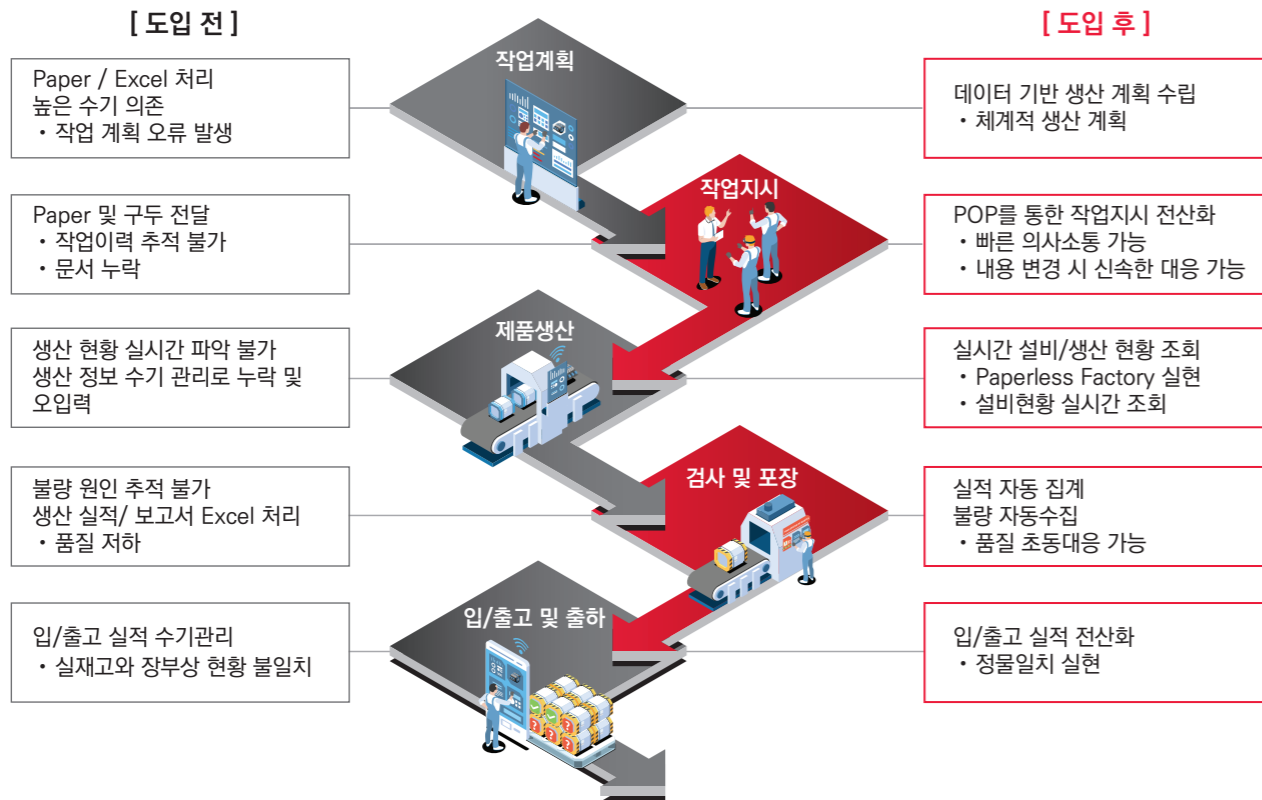 [ 도입 전 ]
[ 도입 후 ]
작업계획
Paper / Excel 처리
높은 수기 의존
• 작업 계획 오류 발생
데이터 기반 생산 계획 수립
• 체계적 생산 계획
작업지시
Paper 및 구두 전달
• 작업이력 추적 불가
• 문서 누락
POP를 통한 작업지시 전산화
• 빠른 의사소통 가능
• 내용 변경 시 신속한 대응 가능
제품생산
생산 현황 실시간 파악 불가
생산 정보 수기 관리로 누락 및
오입력
실시간 설비/생산 현황 조회
• Paperless Factory 실현
• 설비현황 실시간 조회
검사 및 포장
불량 원인 추적 불가
생산 실적/ 보고서 Excel 처리
• 품질 저하
실적 자동 집계
불량 자동수집
• 품질 초동대응 가능
입/출고 및 출하
입/출고 실적 수기관리
• 실재고와 장부상 현황 불일치
입/출고 실적 전산화
• 정물일치 실현